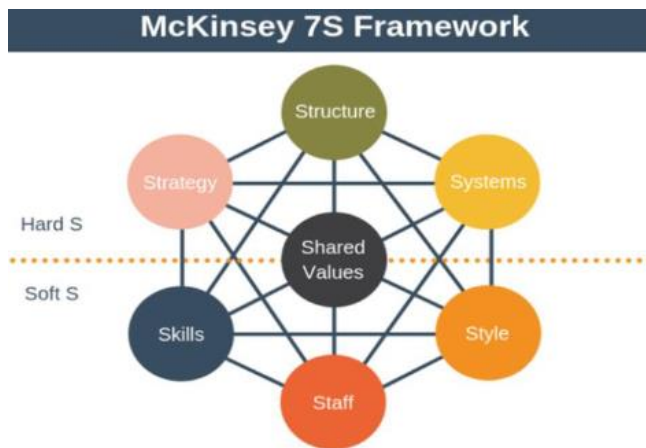 McKinsey 7S Framework
Structure
Strategy
Systems
Hard S
Shared
Values
Soft S
Skills
Style
Staff